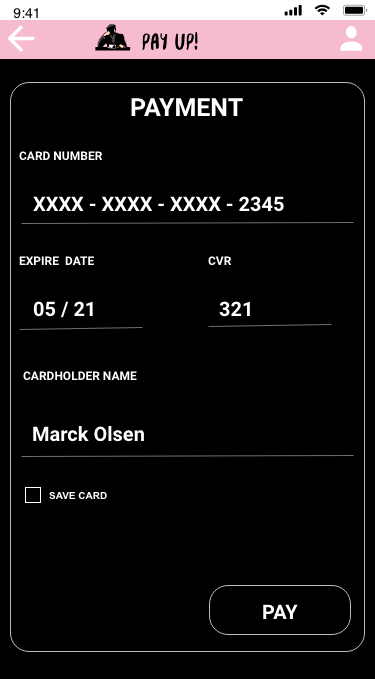 9:41
PAY UP!
PAYMENT
CARD NUMBER
XXXX - XXXX - XXXX - 2345
EXPIRE DATE CVR
05 / 21 321
CARDHOLDER NAME
Marck Olsen
SAVE CARD
PAY